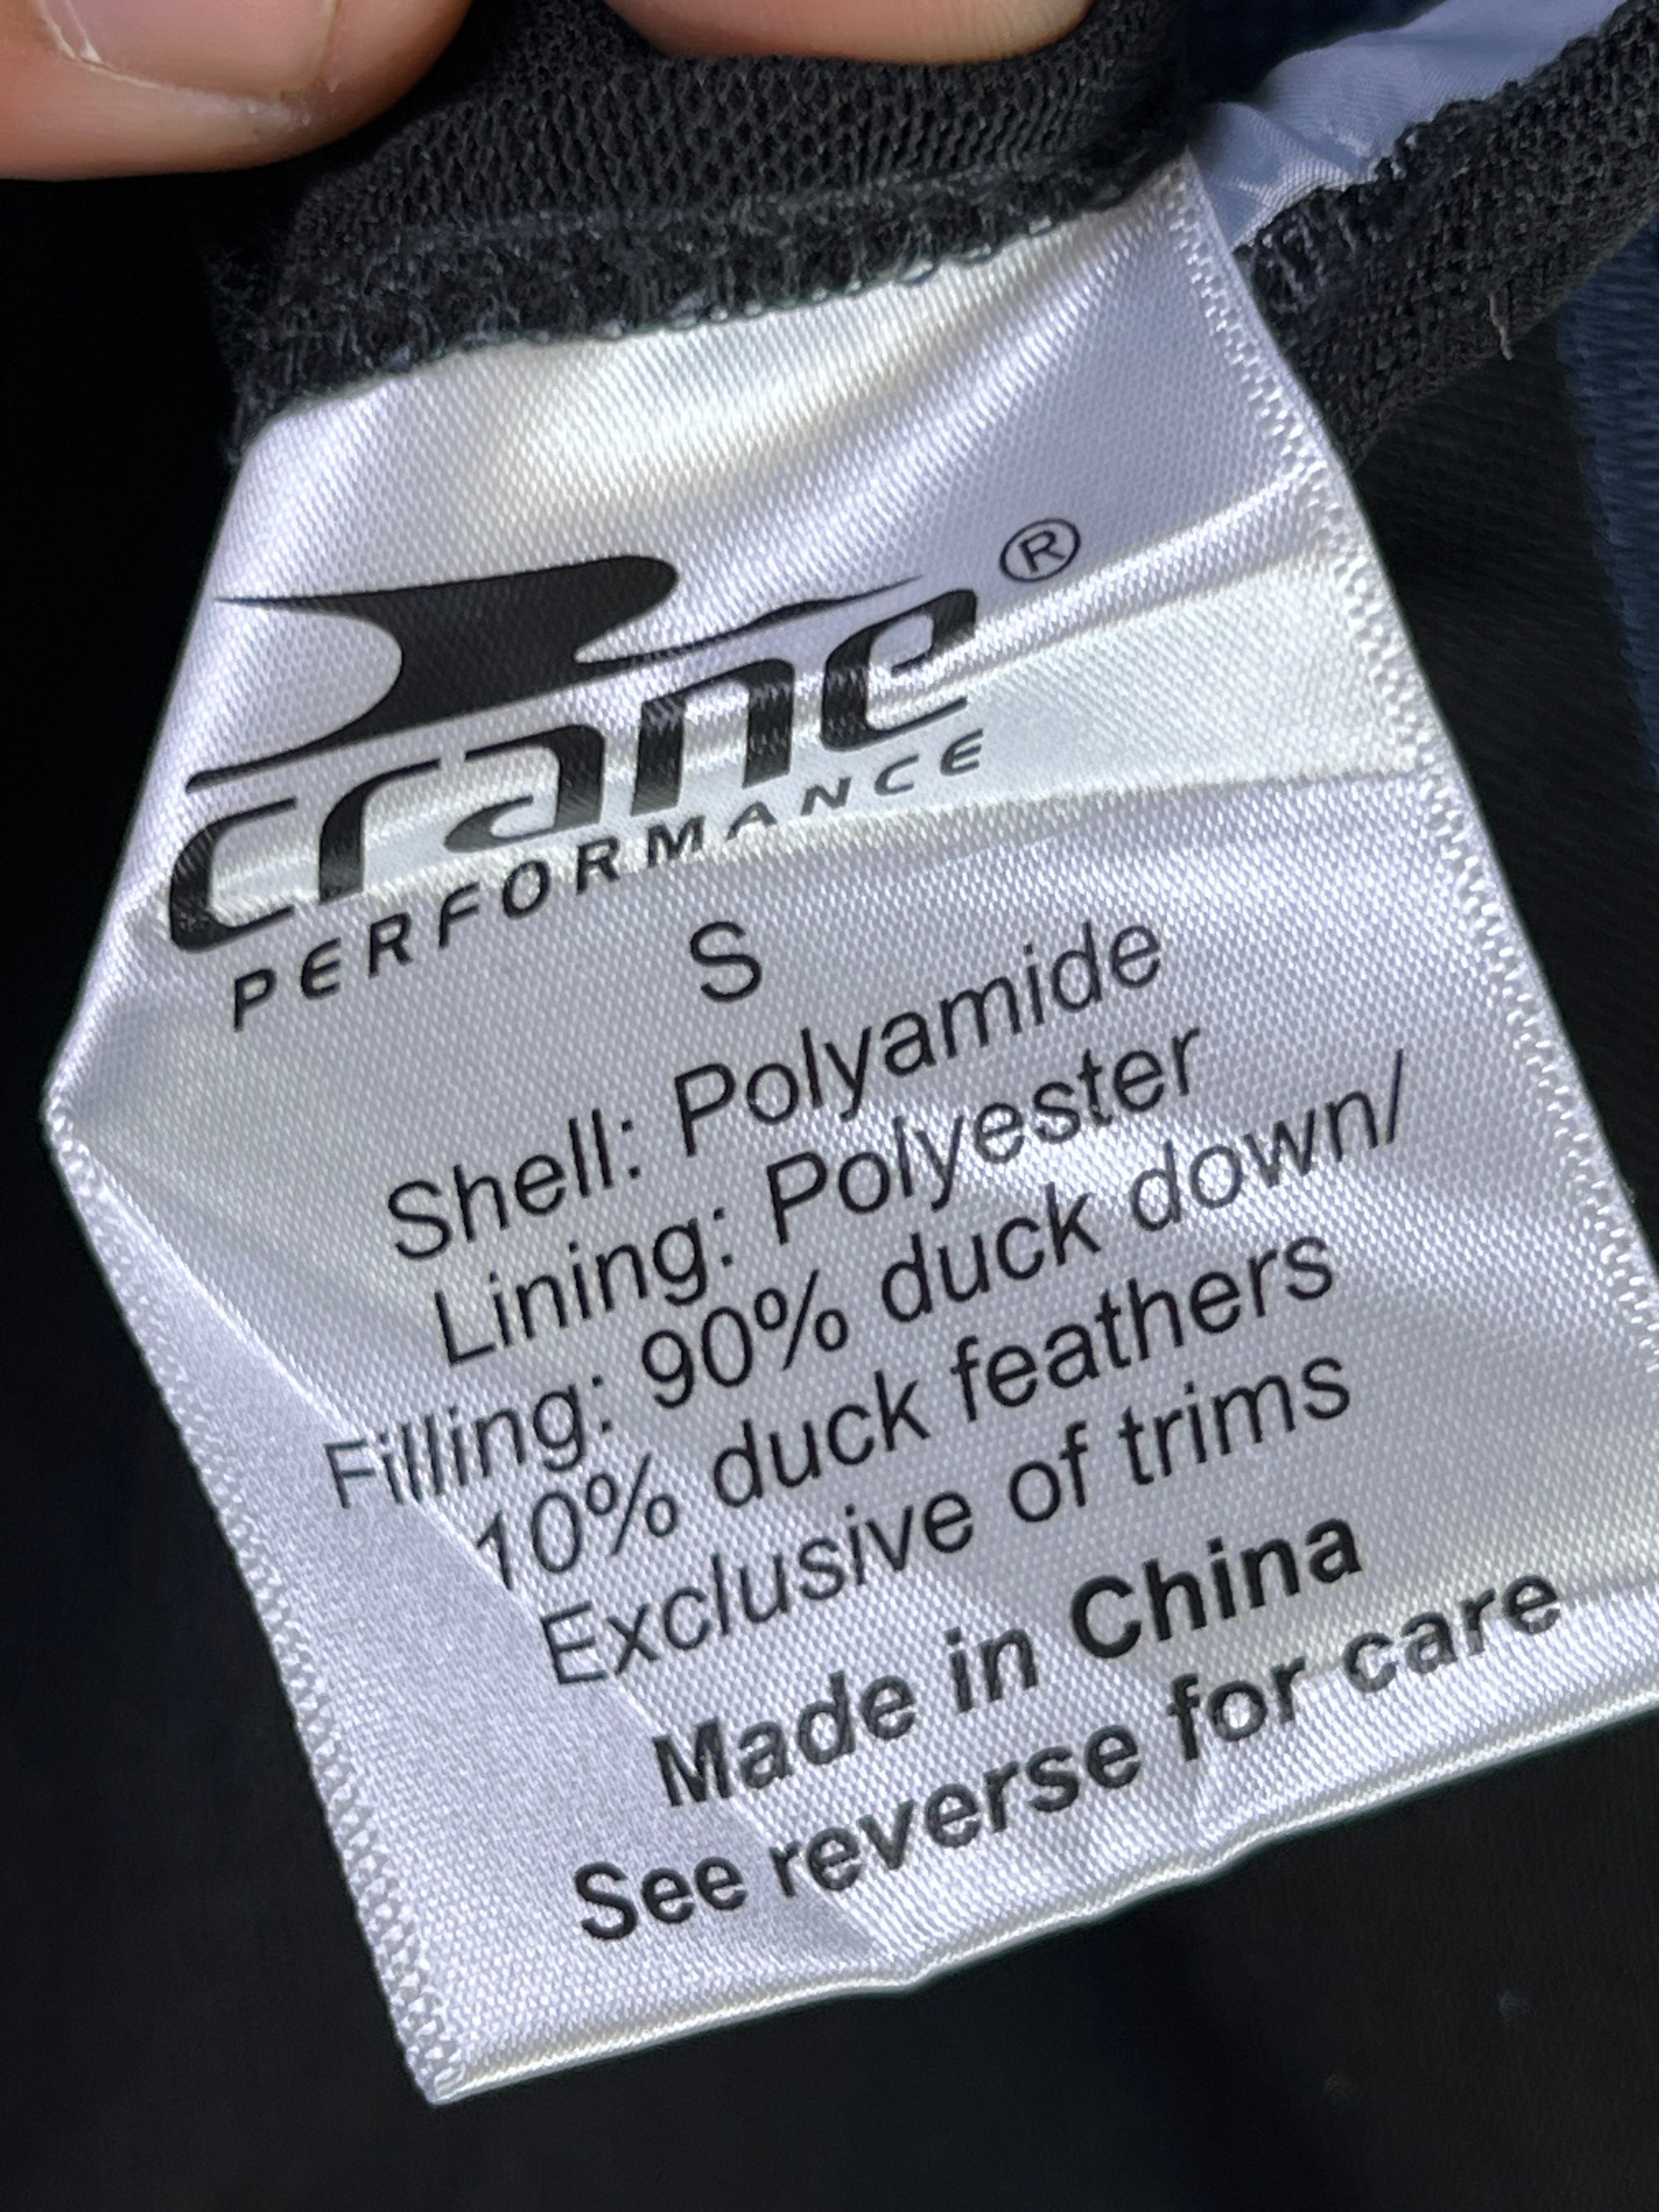 crane®
PERFORMANCE
S
Shell: Polyamide
Lining: Polyester
Filling: 90% duck down/
10% duck feathers
Exclusive of trims
Made in China
See reverse for care